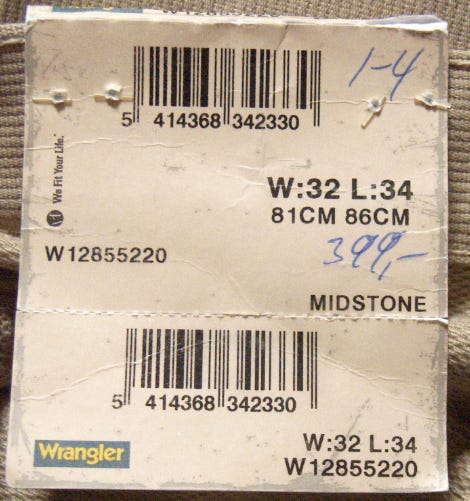 1-4
5 414368 342330
We Fit Your Life.
W:32 L:34
81CM 86CM
W12855220
399,-
MIDSTONE
5 414368 342330
Wrangler
W:32 L:34
W12855220